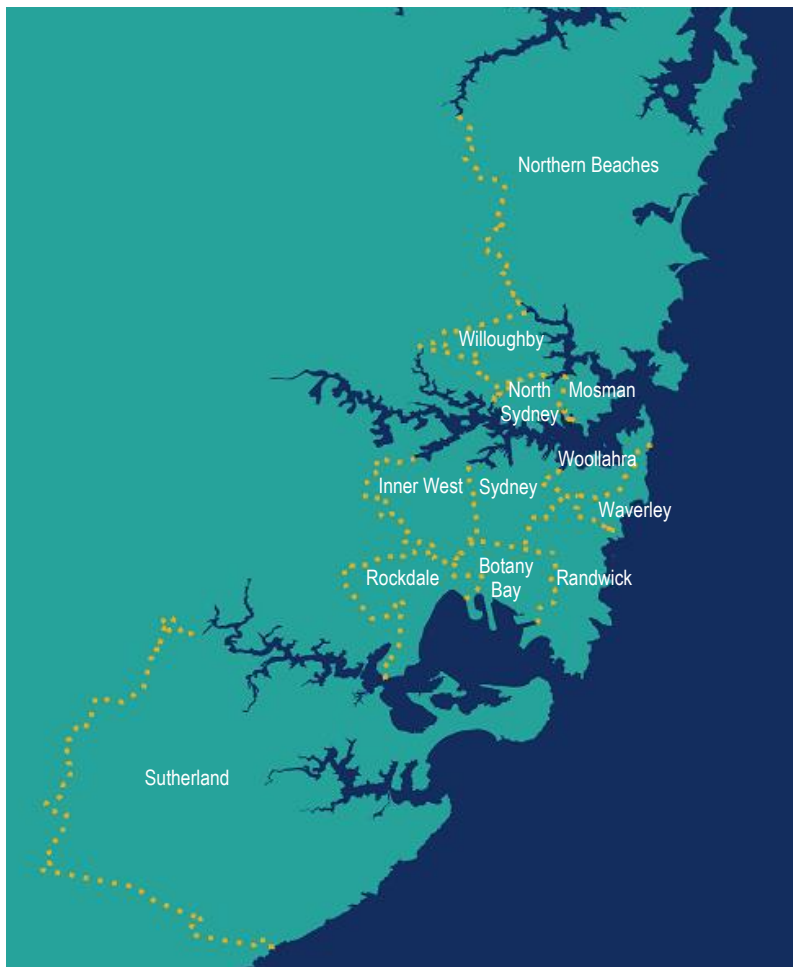 Northern Beaches
Willoughby
North
Sydney
Mosman
Woollahra
Inner West
Sydney
Waverley
Rockdale
Botany
Bay
Randwick
Sutherland